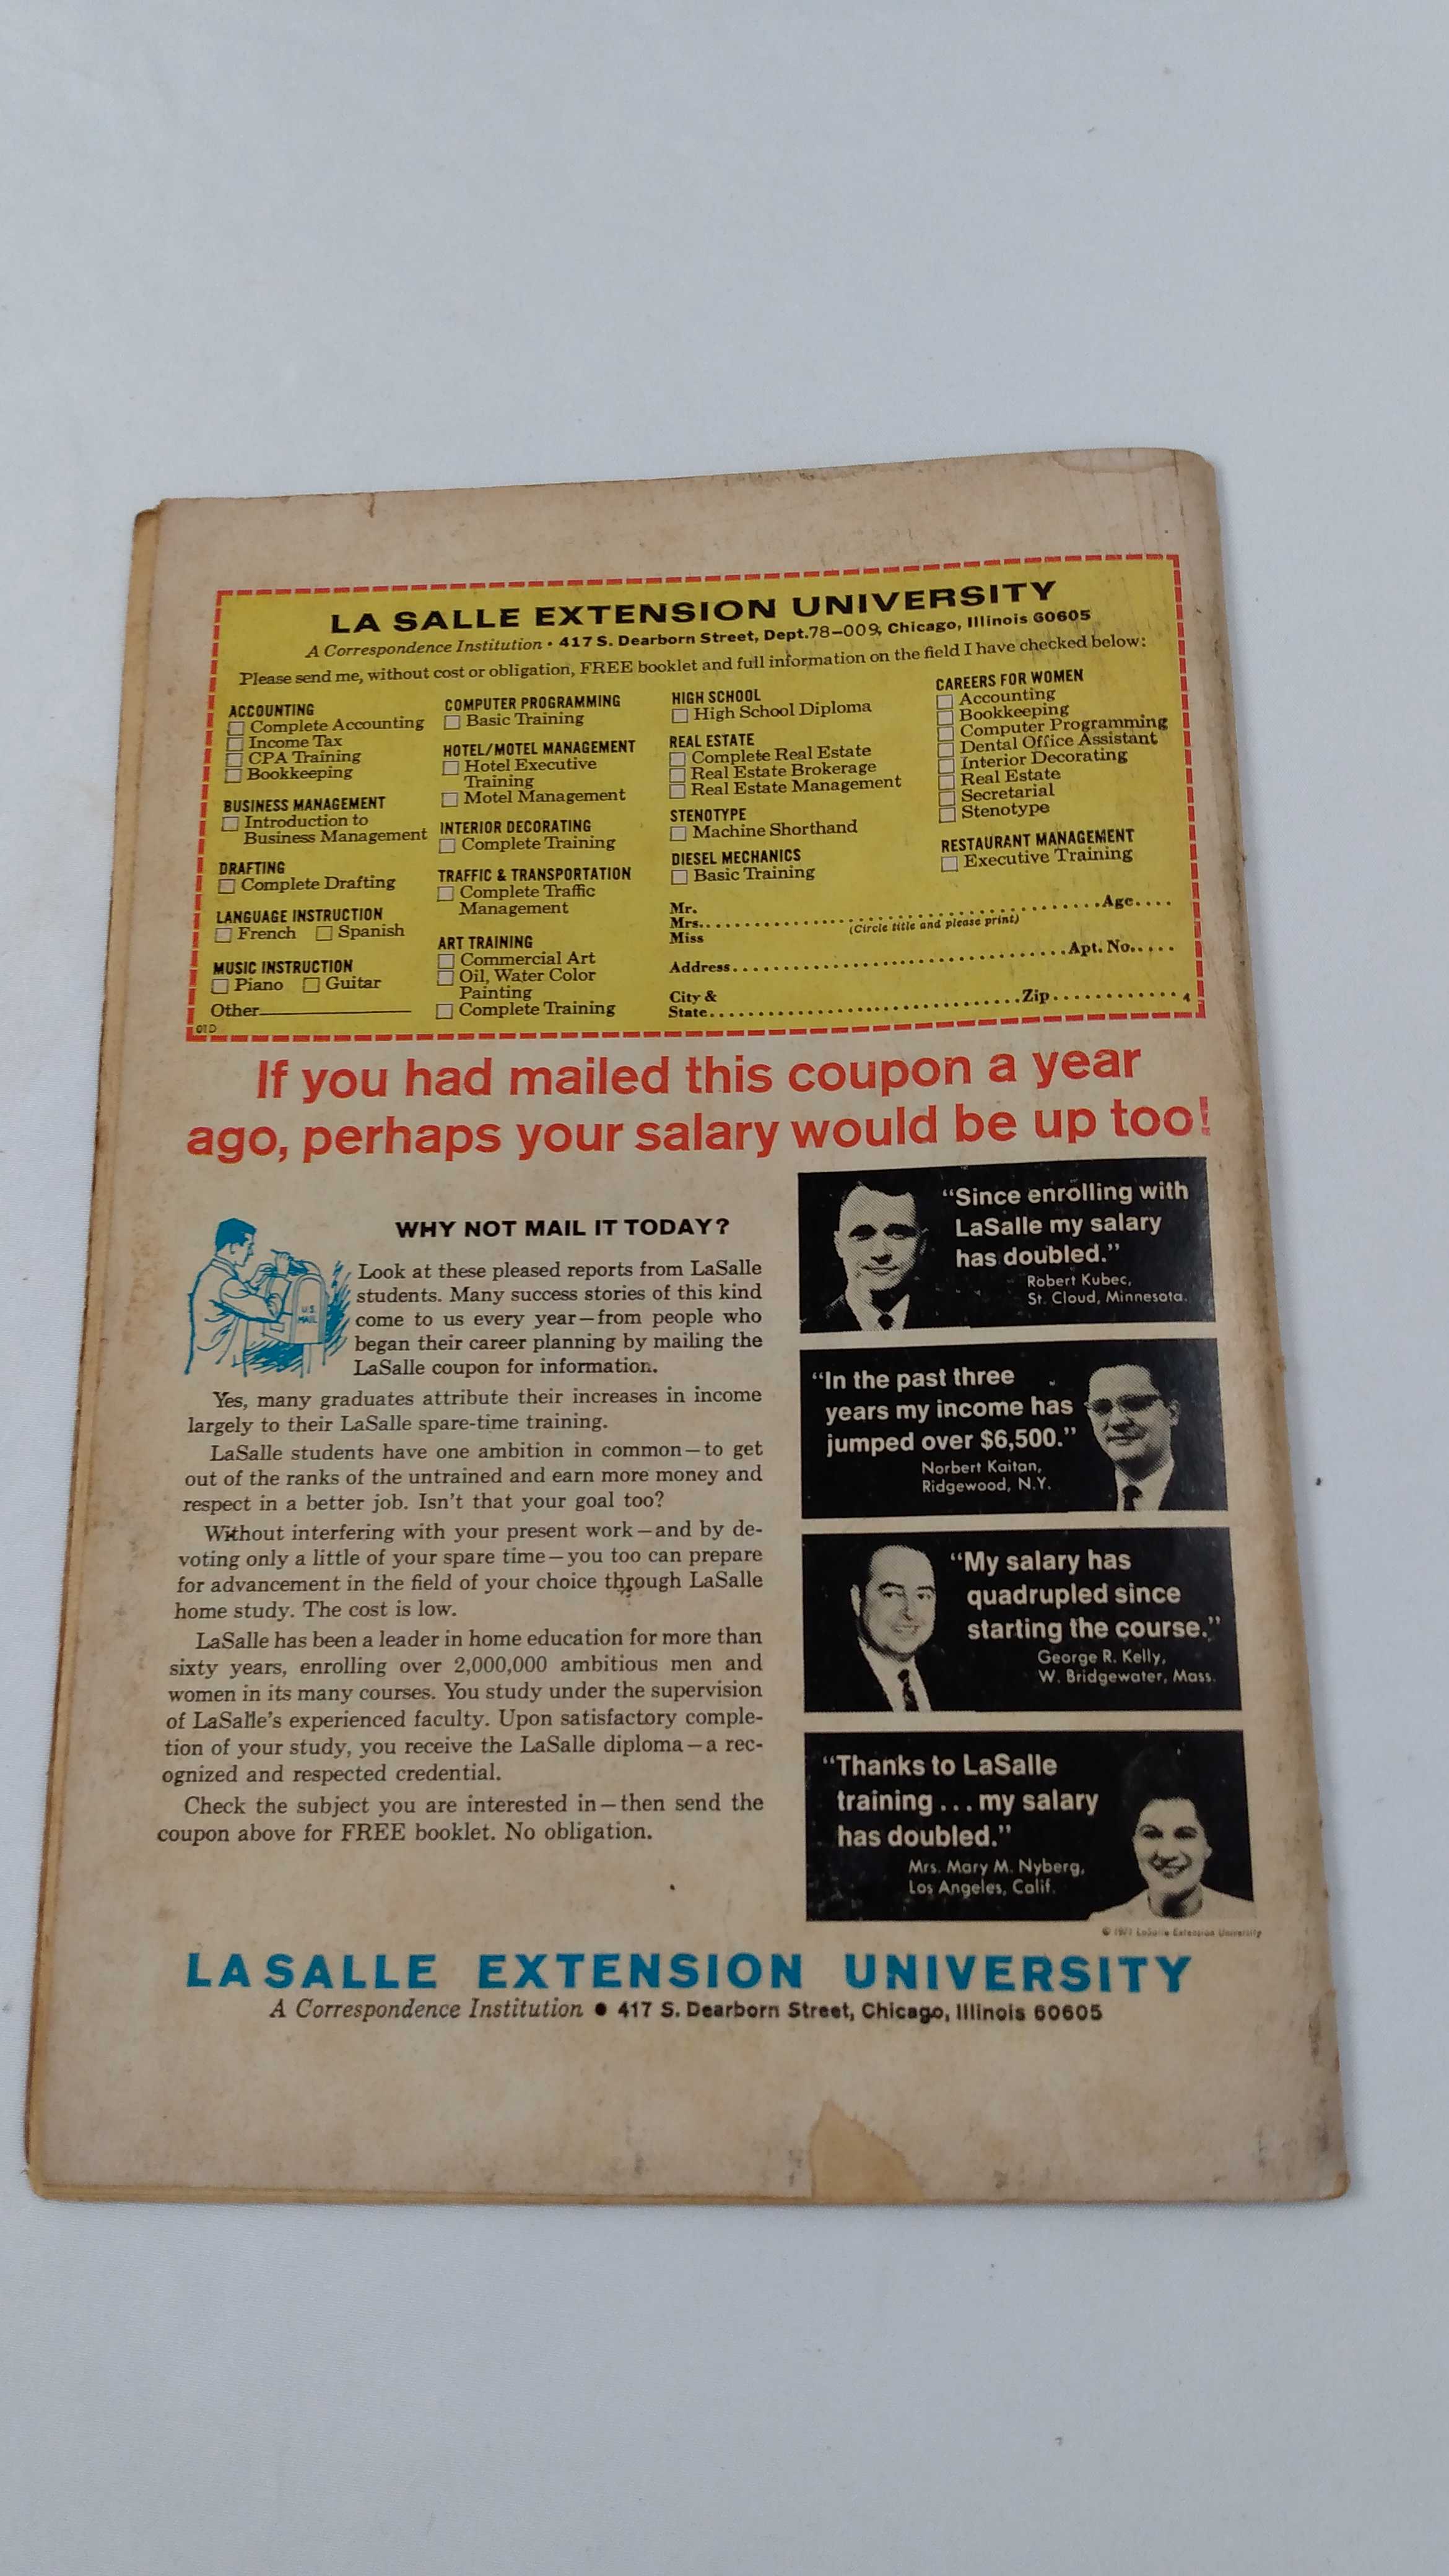 LA SALLE EXTENSION UNIVERSITY
A Correspondence Institution • 417 S. Dearborn Street, Dept. 78-009, Chicago, Illinois 60605
Please send me, without cost or obligation, FREE booklet and full information on the field I have checked below:
ACCOUNTING
Complete Accounting
Income Tax
CPA Training
Bookkeeping
BUSINESS MANAGEMENT
Introduction to
Business Management
DRAFTING
Complete Drafting
LANGUAGE INSTRUCTION
French Spanish
MUSIC INSTRUCTION
Piano Guitar
Other
COMPUTER PROGRAMMING
Basic Training
HOTEL/MOTEL MANAGEMENT
Hotel Executive
Training
Motel Management
INTERIOR DECORATING
Complete Training
TRAFFIC & TRANSPORTATION
Complete Traffic
Management
ART TRAINING
Commercial Art
Oil, Water Color
Painting
Complete Training
HIGH SCHOOL
High School Diploma
REAL ESTATE
Complete Real Estate
Real Estate Brokerage
Real Estate Management
STENOTYPE
Machine Shorthand
DIESEL MECHANICS
Basic Training
CAREERS FOR WOMEN
Accounting
Bookkeeping
Computer Programming
Dental Office Assistant
Interior Decorating
Real Estate
Secretarial
Stenotype
RESTAURANT MANAGEMENT
Executive Training
Mr.
Mrs. Age
(Circle title and please print)
Miss
Address Apt. No.
City &
State Zip 4
If you had mailed this coupon a year
ago, perhaps your salary would be up too!
WHY NOT MAIL IT TODAY?
U.S.
MAIL
Look at these pleased reports from LaSalle
students. Many success stories of this kind
come to us every year—from people who
began their career planning by mailing the
LaSalle coupon for information.
Yes, many graduates attribute their increases in income
largely to their LaSalle spare-time training.
LaSalle students have one ambition in common—to get
out of the ranks of the untrained and earn more money and
respect in a better job. Isn't that your goal too?
Without interfering with your present work—and by de-
voting only a little of your spare time—you too can prepare
for advancement in the field of your choice through LaSalle
home study. The cost is low.
LaSalle has been a leader in home education for more than
sixty years, enrolling over 2,000,000 ambitious men and
women in its many courses. You study under the supervision
of LaSalle's experienced faculty. Upon satisfactory comple-
tion of your study, you receive the LaSalle diploma—a rec-
ognized and respected credential.
Check the subject you are interested in—then send the
coupon above for FREE booklet. No obligation.
"Since enrolling with
LaSalle my salary
has doubled."
Robert Kubec,
St. Cloud, Minnesota.
"In the past three
years my income has
jumped over $6,500."
Norbert Kaitan,
Ridgewood, N.Y.
"My salary has
quadrupled since
starting the course."
George R. Kelly,
W. Bridgewater, Mass.
"Thanks to LaSalle
training ... my salary
has doubled."
Mrs. Mary M. Nyberg,
Los Angeles, Calif.
© 1971 LaSalle Extension University
LASALLE EXTENSION UNIVERSITY
A Correspondence Institution • 417 S. Dearborn Street, Chicago, Illinois 60605